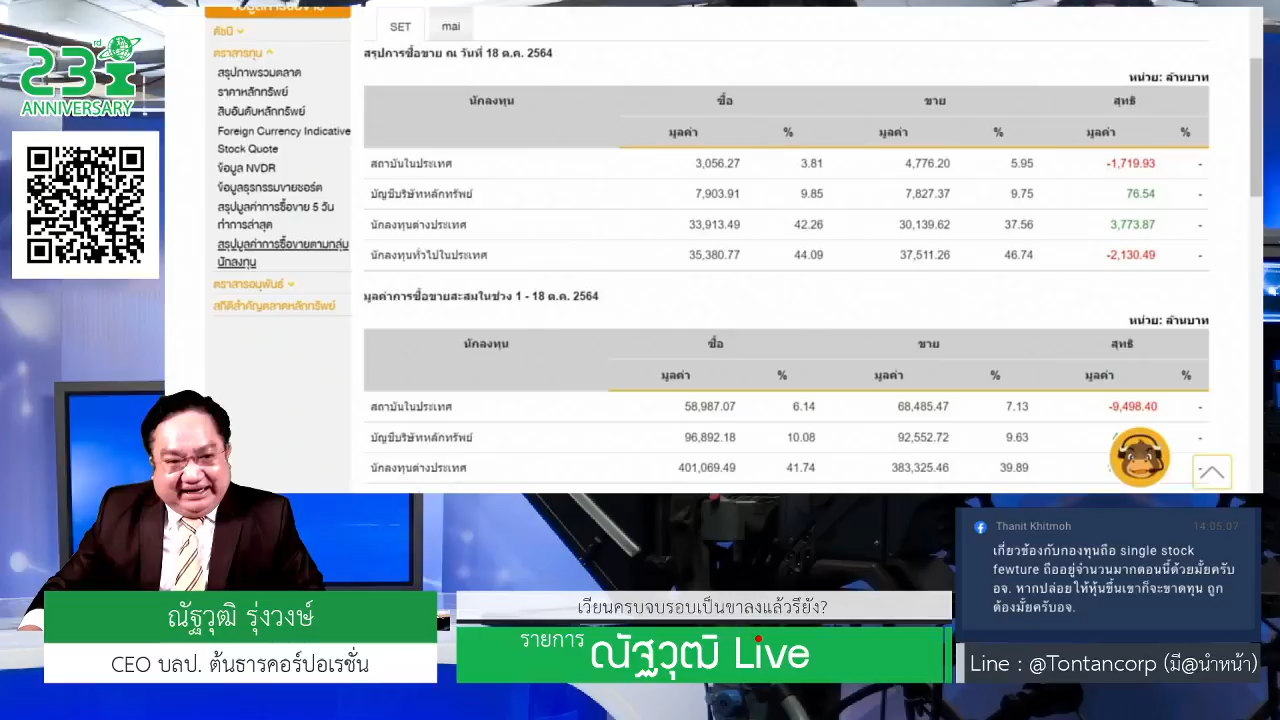 23rd
ANNIVERSARY
ดัชนี
ตราสารทุน
สรุปภาพรวมตลาด
ราคาหลักทรัพย์
สิบอันดับหลักทรัพย์
Foreign Currency Indicative
Stock Quote
ข้อมูล NVDR
ข้อมูลธุรกรรมขายชอร์ต
สรุปมูลค่าการซื้อขาย 5 วัน
ทำการล่าสุด
สรุปมูลค่าการซื้อขายตามกลุ่ม
นักลงทุน
ตราสารอนุพันธ์
สถิติสำคัญตลาดหลักทรัพย์
SET mai
สรุปการซื้อขาย ณ วันที่ 18 ต.ค. 2564
หน่วย: ล้านบาท
นักลงทุน ซื้อ ขาย สุทธิ
มูลค่า % มูลค่า % มูลค่า %
สถาบันในประเทศ 3,056.27 3.81 4,776.20 5.95 -1,719.93 -
บัญชีบริษัทหลักทรัพย์ 7,903.91 9.85 7,827.37 9.75 76.54 -
นักลงทุนต่างประเทศ 33,913.49 42.26 30,139.62 37.56 3,773.87 -
นักลงทุนทั่วไปในประเทศ 35,380.77 44.09 37,511.26 46.74 -2,130.49 -
มูลค่าการซื้อขายสะสมในช่วง 1 - 18 ต.ค. 2564
หน่วย: ล้านบาท
นักลงทุน ซื้อ ขาย สุทธิ
มูลค่า % มูลค่า % มูลค่า %
สถาบันในประเทศ 58,987.07 6.14 68,485.47 7.13 -9,498.40 -
บัญชีบริษัทหลักทรัพย์ 96,892.18 10.08 92,552.72 9.63 -
นักลงทุนต่างประเทศ 401,069.49 41.74 383,325.46 39.89
Thanit Khitmoh 14:05:07
เกี่ยวข้องกับกองทุนถือ single stock
fewture ถืออยู่จำนวนมากตอนนี้ด้วยมั้ยครับ
อจ. หากปล่อยให้หุ้นขึ้นเขาก็จะขาดทุน ถูก
ต้องมั้ยครับอจ.
ณัฐวุฒิ รุ่งวงษ์
CEO บลป. ต้นธารคอร์ปอเรชั่น
เวียนครบจบรอบเป็นขาลงแล้วรึยัง?
รายการ ณัฐวุฒิ Live
Line : @Tontancorp (มี@นำหน้า)